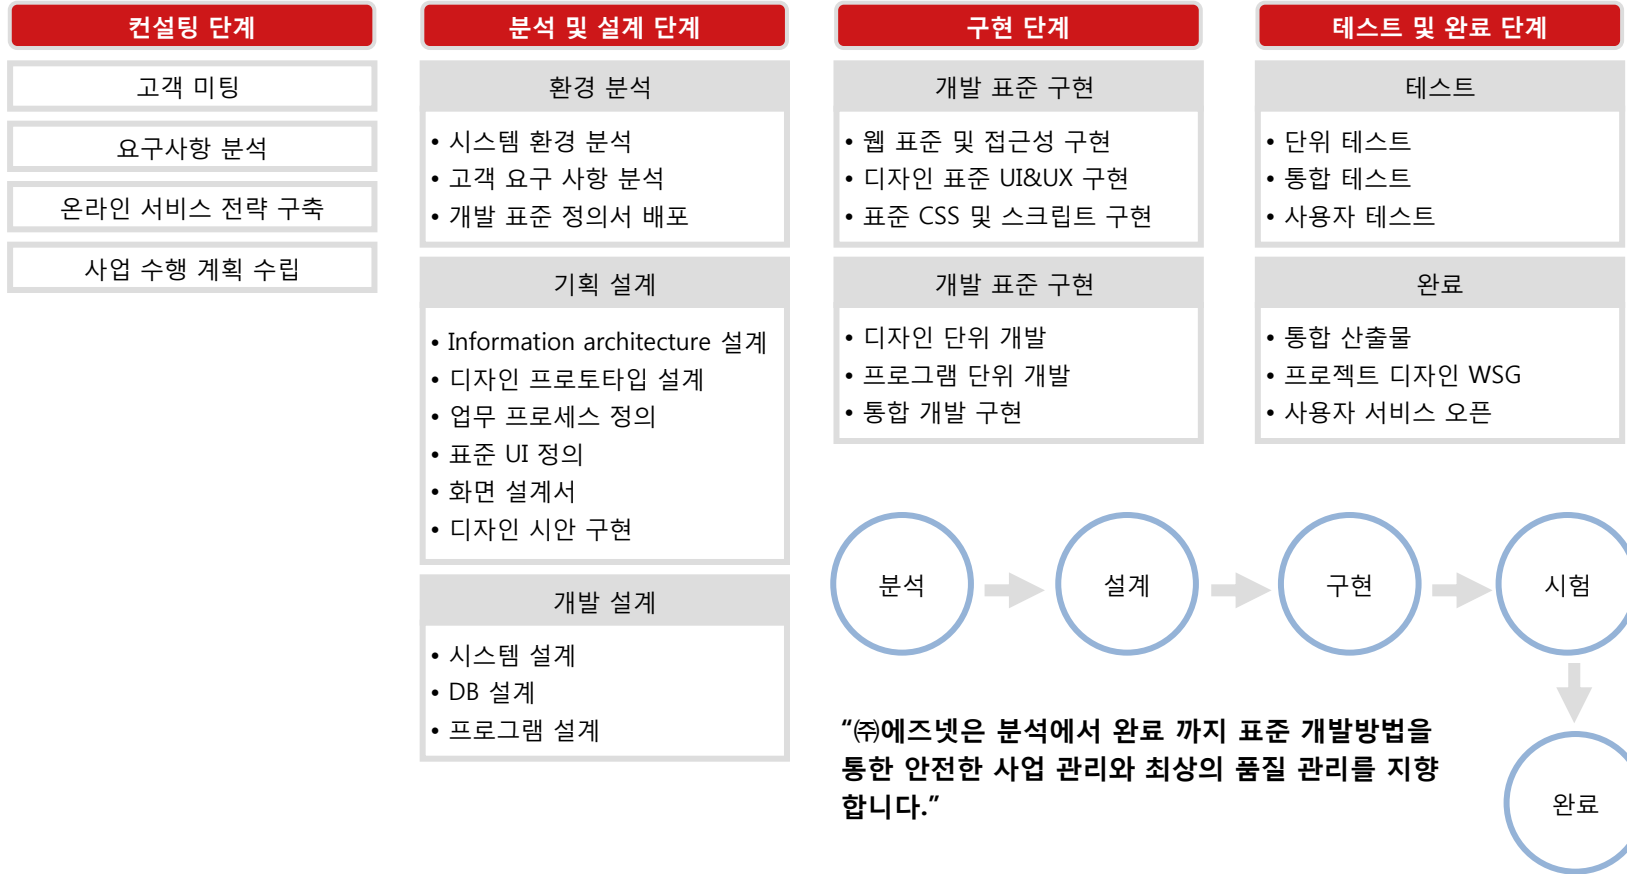 컨설팅 단계
고객 미팅
요구사항 분석
온라인 서비스 전략 구축
사업 수행 계획 수립
분석 및 설계 단계
환경 분석
• 시스템 환경 분석
• 고객 요구 사항 분석
• 개발 표준 정의서 배포
기획 설계
• Information architecture 설계
• 디자인 프로토타입 설계
• 업무 프로세스 정의
• 표준 UI 정의
• 화면 설계서
• 디자인 시안 구현
개발 설계
• 시스템 설계
• DB 설계
• 프로그램 설계
구현 단계
개발 표준 구현
• 웹 표준 및 접근성 구현
• 디자인 표준 UI&UX 구현
• 표준 CSS 및 스크립트 구현
개발 표준 구현
• 디자인 단위 개발
• 프로그램 단위 개발
• 통합 개발 구현
테스트 및 완료 단계
테스트
• 단위 테스트
• 통합 테스트
• 사용자 테스트
완료
• 통합 산출물
• 프로젝트 디자인 WSG
• 사용자 서비스 오픈
분석
설계
구현
시험
완료
“㈜에즈넷은 분석에서 완료 까지 표준 개발방법을
통한 안전한 사업 관리와 최상의 품질 관리를 지향
합니다.”